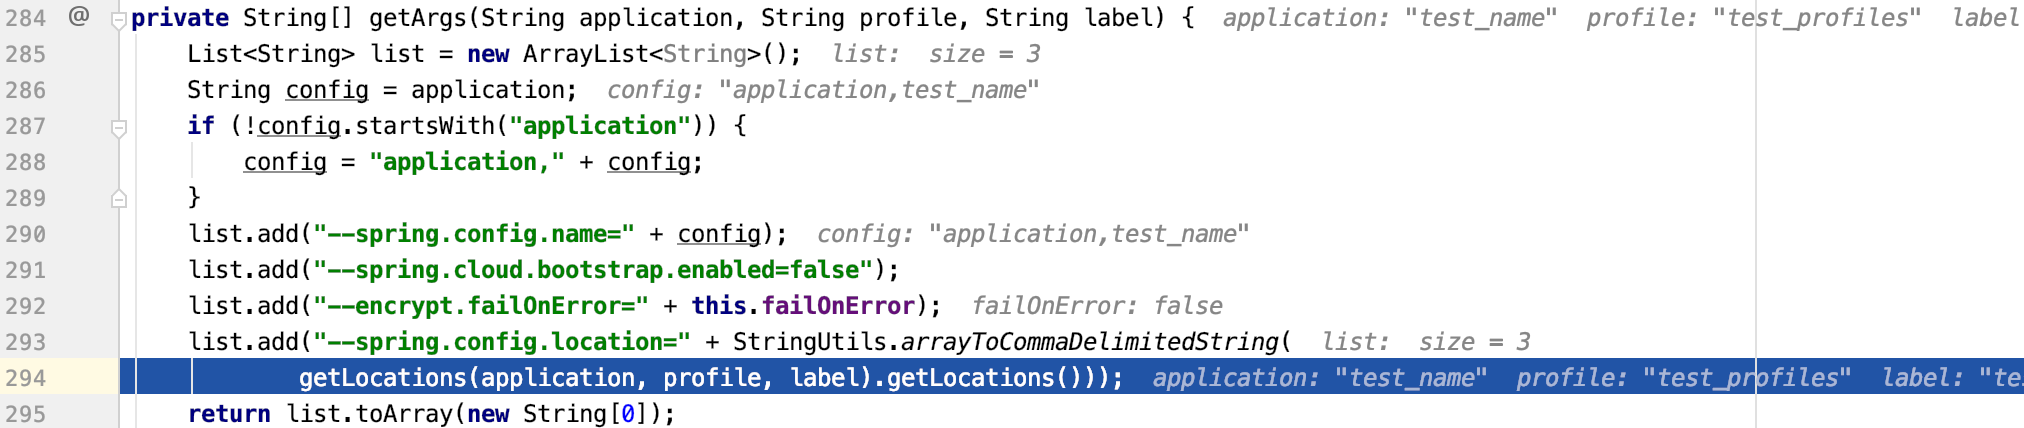 284 @ private String[] getArgs(String application, String profile, String label) { application: "test_name" profile: "test_profiles" label
285 List<String> list = new ArrayList<String>(); list: size = 3
286 String config = application; config: "application,test_name"
287 if (!config.startsWith("application")) {
288 config = "application," + config;
289 }
290 list.add("--spring.config.name=" + config); config: "application,test_name"
291 list.add("--spring.cloud.bootstrap.enabled=false");
292 list.add("--encrypt.failOnError=" + this.failOnError); failOnError: false
293 list.add("--spring.config.location=" + StringUtils.arrayToCommaDelimitedString( list: size = 3
294 getLocations(application, profile, label).getLocations())); application: "test_name" profile: "test_profiles" label: "te
295 return list.toArray(new String[0]);